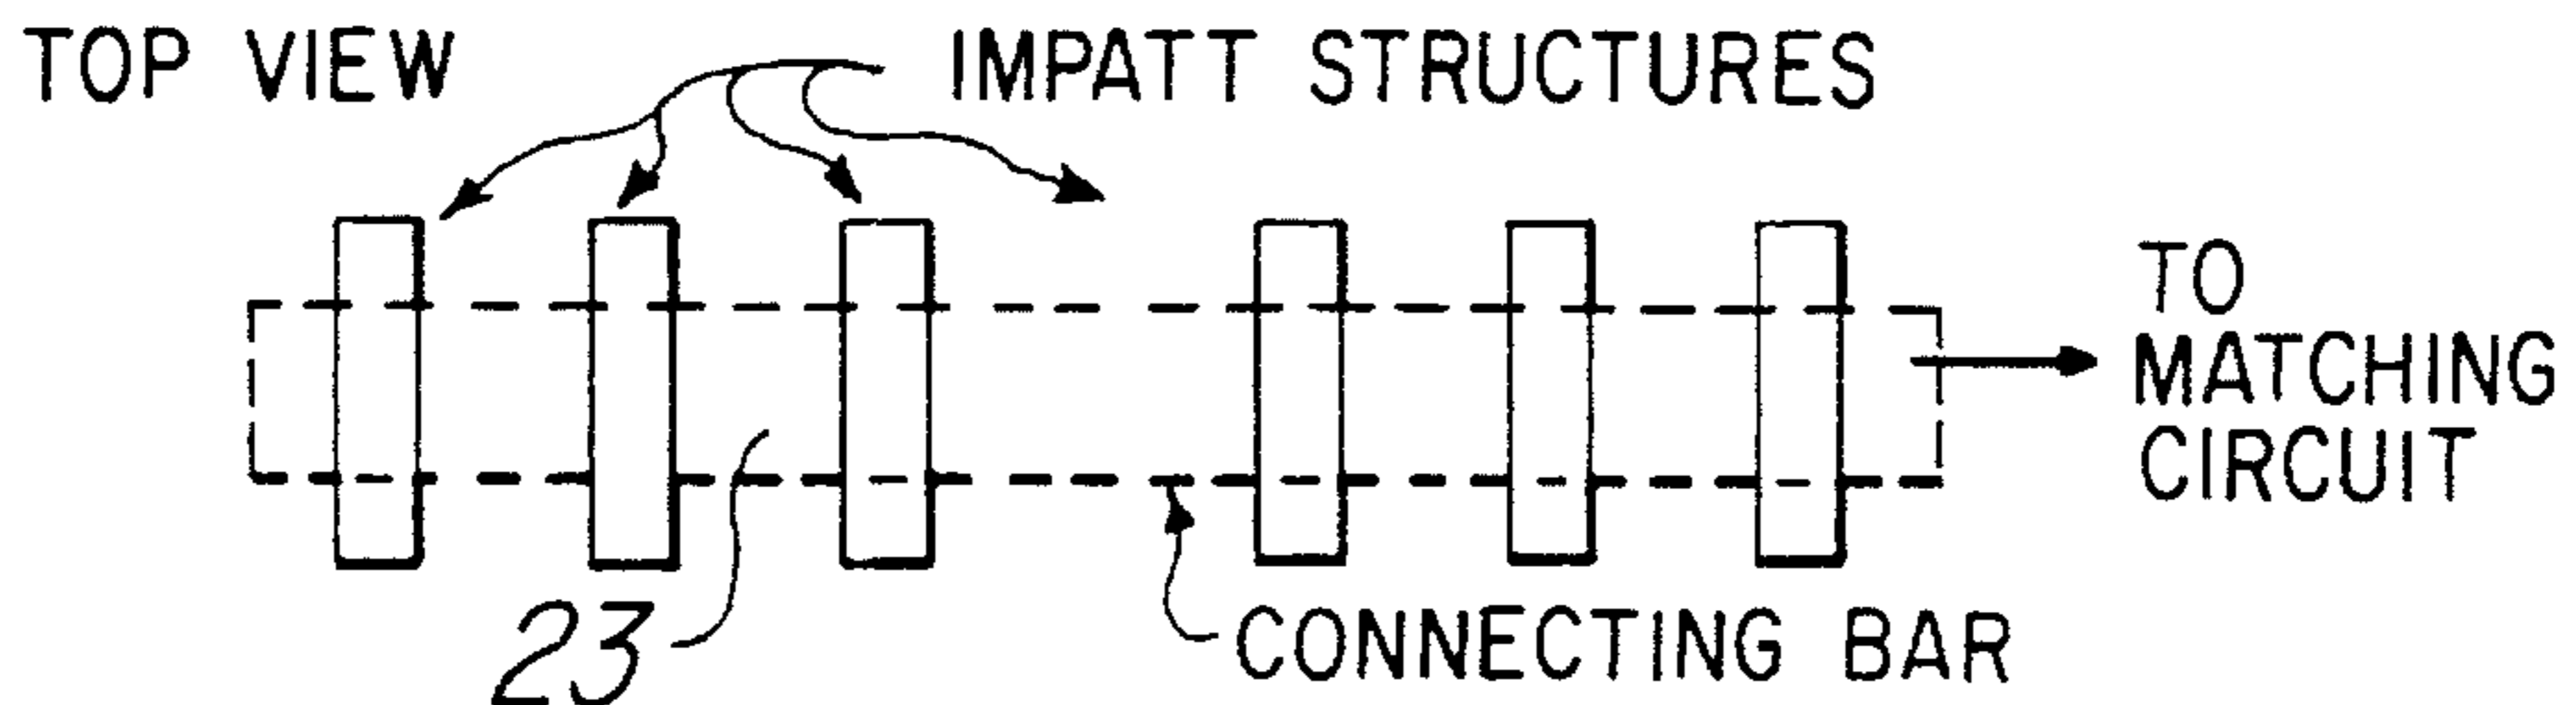 TOP VIEW
IMPATT STRUCTURES
TO
MATCHING
CIRCUIT
23
CONNECTING BAR